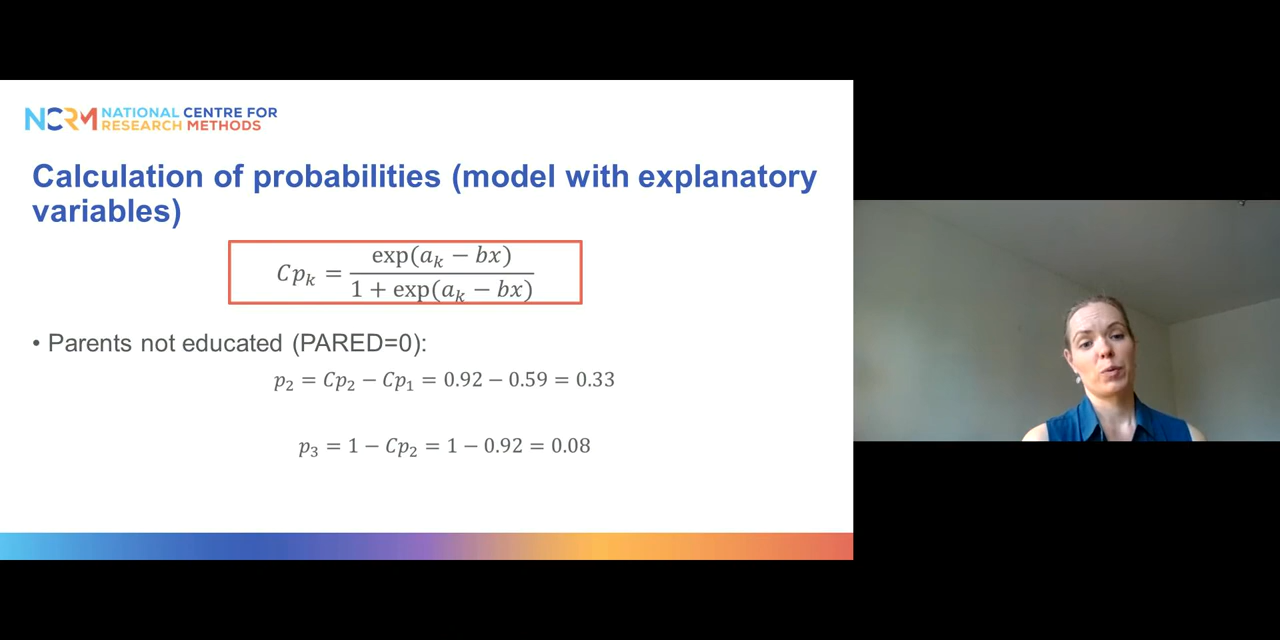 NCRM NATIONAL CENTRE FOR
RESEARCH METHODS
Calculation of probabilities (model with explanatory
variables)
Cpₖ = exp(aₖ − bx) / 1 + exp(aₖ − bx)
• Parents not educated (PARED=0):
p₂ = Cp₂ − Cp₁ = 0.92 − 0.59 = 0.33
p₃ = 1 − Cp₂ = 1 − 0.92 = 0.08